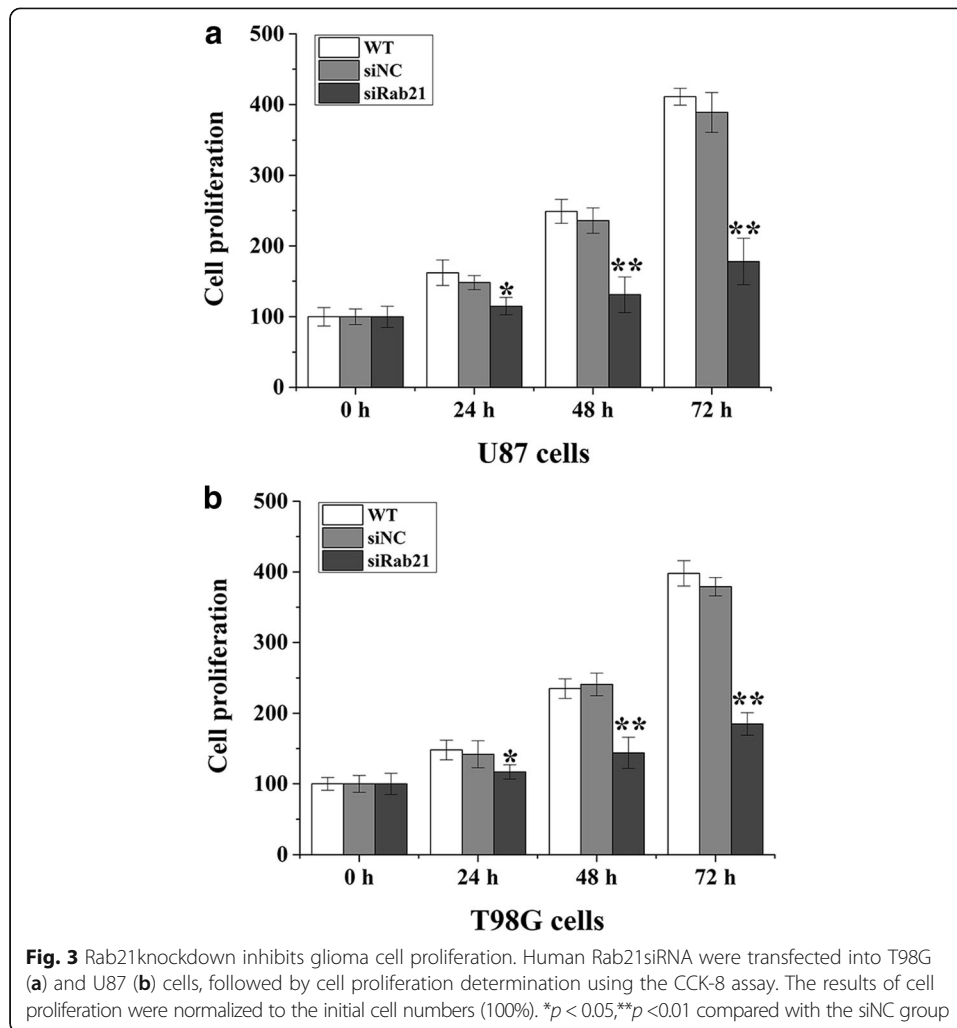 a
500
400
300
200
100
0
Cell proliferation
WT
siNC
siRab21
*
**
**
0 h 24 h 48 h 72 h
U87 cells
b
500
400
300
200
100
0
Cell proliferation
WT
siNC
siRab21
*
**
**
0 h 24 h 48 h 72 h
T98G cells
Fig. 3 Rab21knockdown inhibits glioma cell proliferation. Human Rab21siRNA were transfected into T98G
(a) and U87 (b) cells, followed by cell proliferation determination using the CCK-8 assay. The results of cell
proliferation were normalized to the initial cell numbers (100%). *p < 0.05,**p <0.01 compared with the siNC group